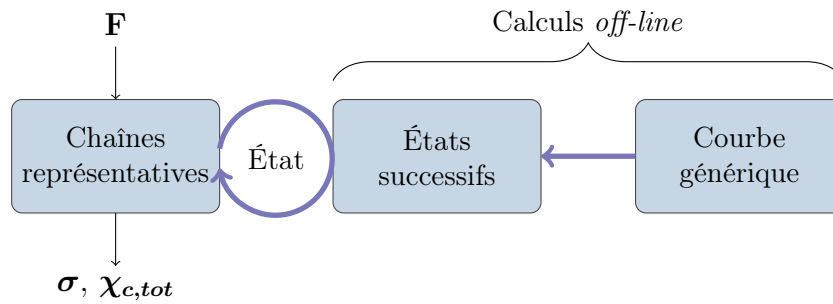 Calculs off-line
F
Chaînes
représentatives
État
États
successifs
Courbe
générique
σ, χc,tot